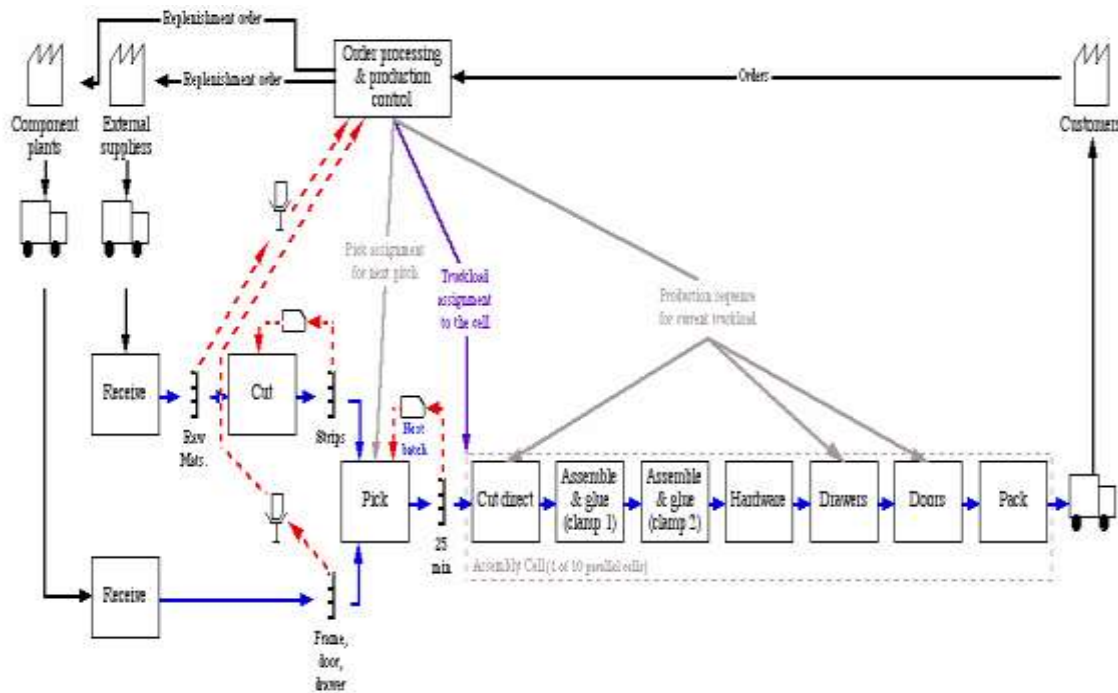 Replenishment order
Replenishment order
Order processing
& production
control
Orders
Component
plants
External
suppliers
Customers
Pick assignment
for next pitch
Truckload
assignment
to the cell
Production sequence
for current truckload
Receive
Raw
Mats.
Cut
Strips
Next
batch
Pick
25
min
Cut direct
Assemble
& glue
(clamp 1)
Assemble
& glue
(clamp 2)
Hardware
Drawers
Doors
Pack
Assembly Cell (1 of 10 parallel cells)
Receive
Frame,
door,
drawer